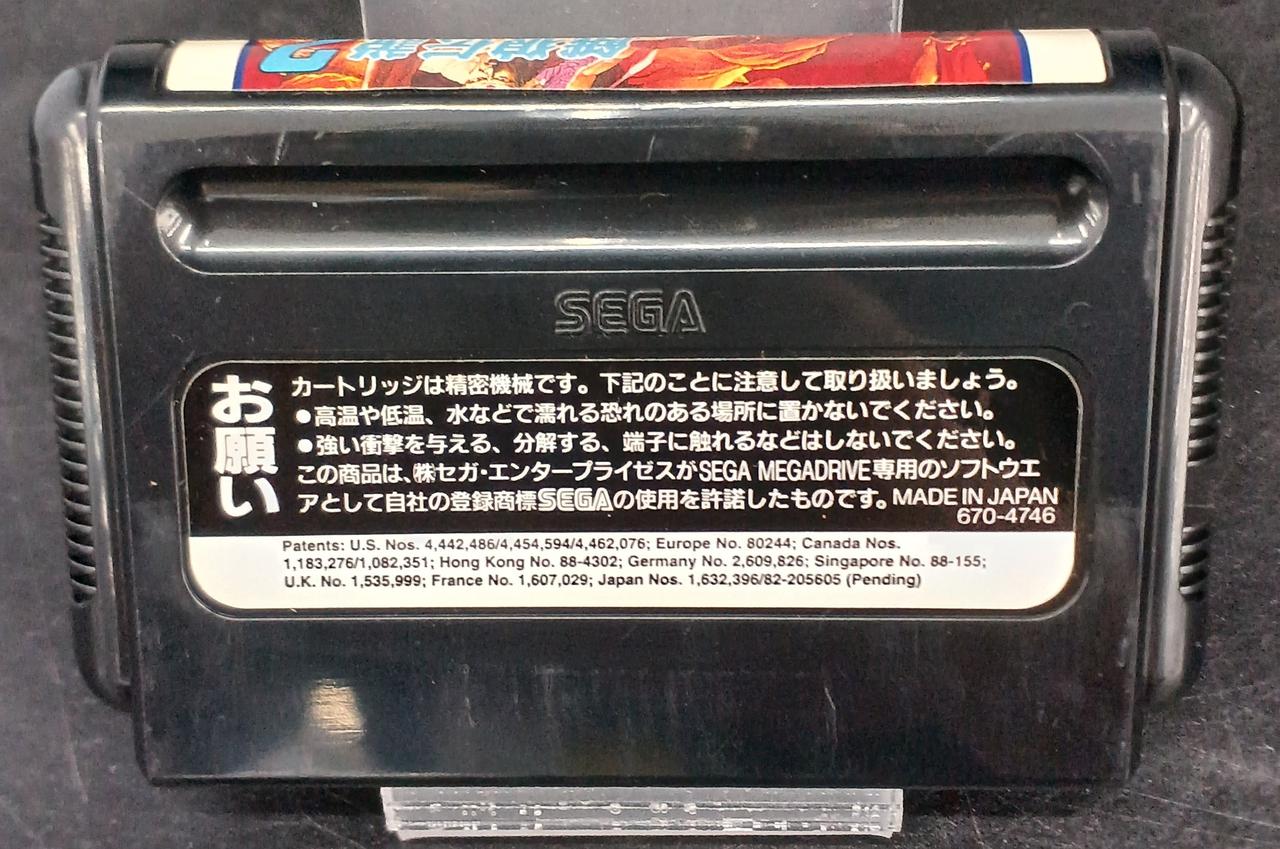 餓狼伝説2
SEGA
お願い
カートリッジは精密機械です。下記のことに注意して取り扱いましょう。
●高温や低温、水などで濡れる恐れのある場所に置かないでください。
●強い衝撃を与える、分解する、端子に触れるなどはしないでください。
この商品は、㈱セガ・エンタープライゼスがSEGA MEGADRIVE専用のソフトウエ
アとして自社の登録商標SEGAの使用を許諾したものです。MADE IN JAPAN
670-4746
Patents: U.S. Nos. 4,442,486/4,454,594/4,462,076; Europe No. 80244; Canada Nos.
1,183,276/1,082,351; Hong Kong No. 88-4302; Germany No. 2,609,826; Singapore No. 88-155;
U.K. No. 1,535,999; France No. 1,607,029; Japan Nos. 1,632,396/82-205605 (Pending)